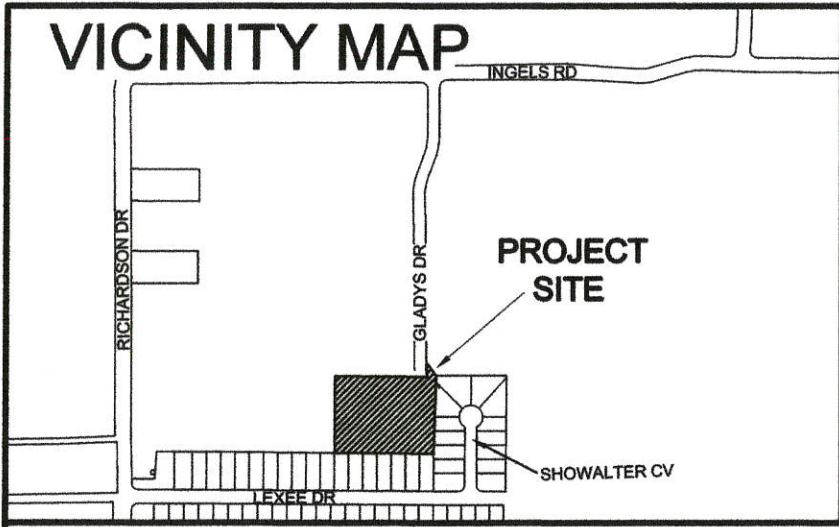 VICINITY MAP
INGELS RD
RICHARDSON DR
GLADYS DR
PROJECT
SITE
SHOWALTER CV
LEXEE DR